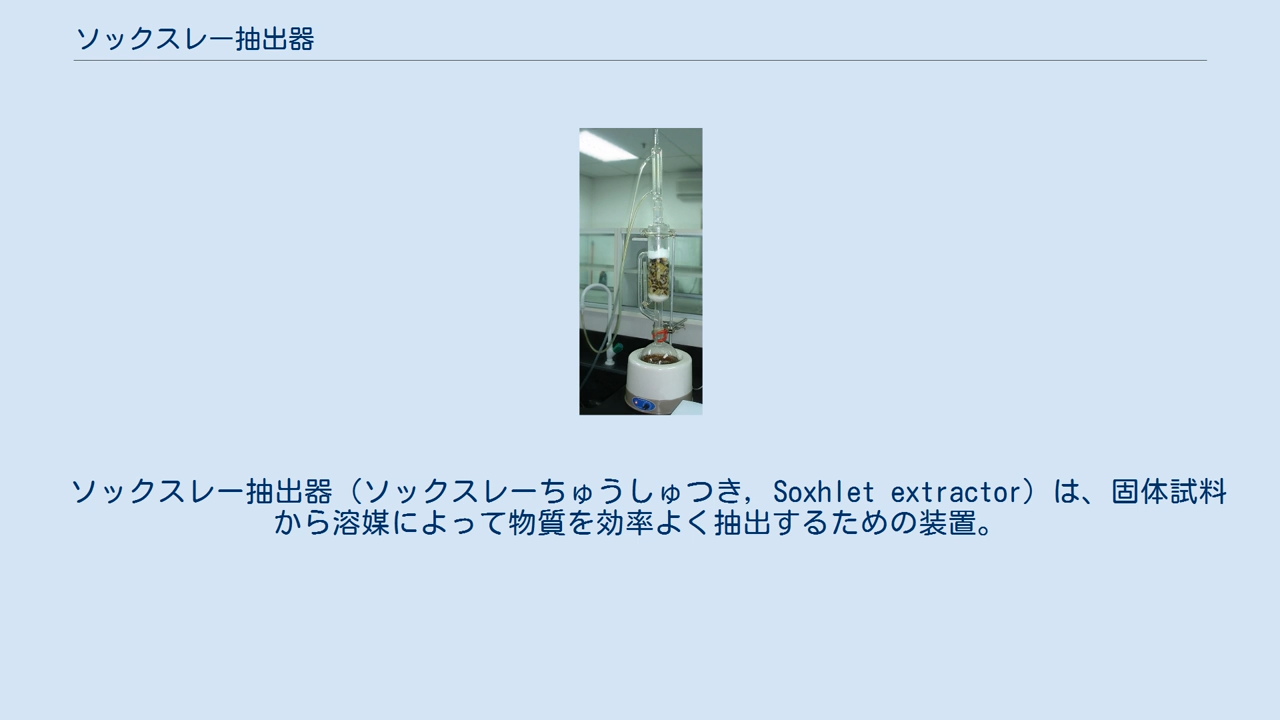 ソックスレー抽出器
ソックスレー抽出器（ソックスレーちゅうしゅつき, Soxhlet extractor）は、固体試料
から溶媒によって物質を効率よく抽出するための装置。